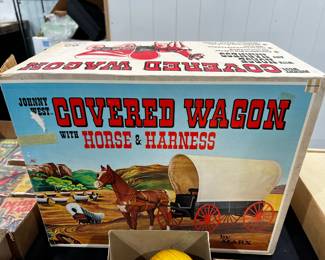 COVERED WAGON
JOHNNY
WEST
COVERED WAGON
WITH HORSE & HARNESS
by
MARX